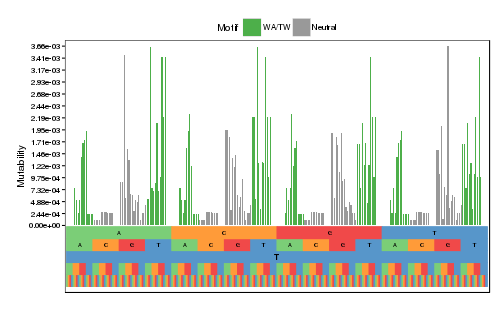 Motif WA/TW Neutral
3.66e-03
3.41e-03
3.17e-03
2.93e-03
2.68e-03
2.44e-03
2.19e-03
1.95e-03
1.71e-03
1.46e-03
1.22e-03
9.75e-04
7.32e-04
4.88e-04
2.44e-04
0.00e+00
Mutability
A C G T
A C G T A C G T A C G T A C G T
T